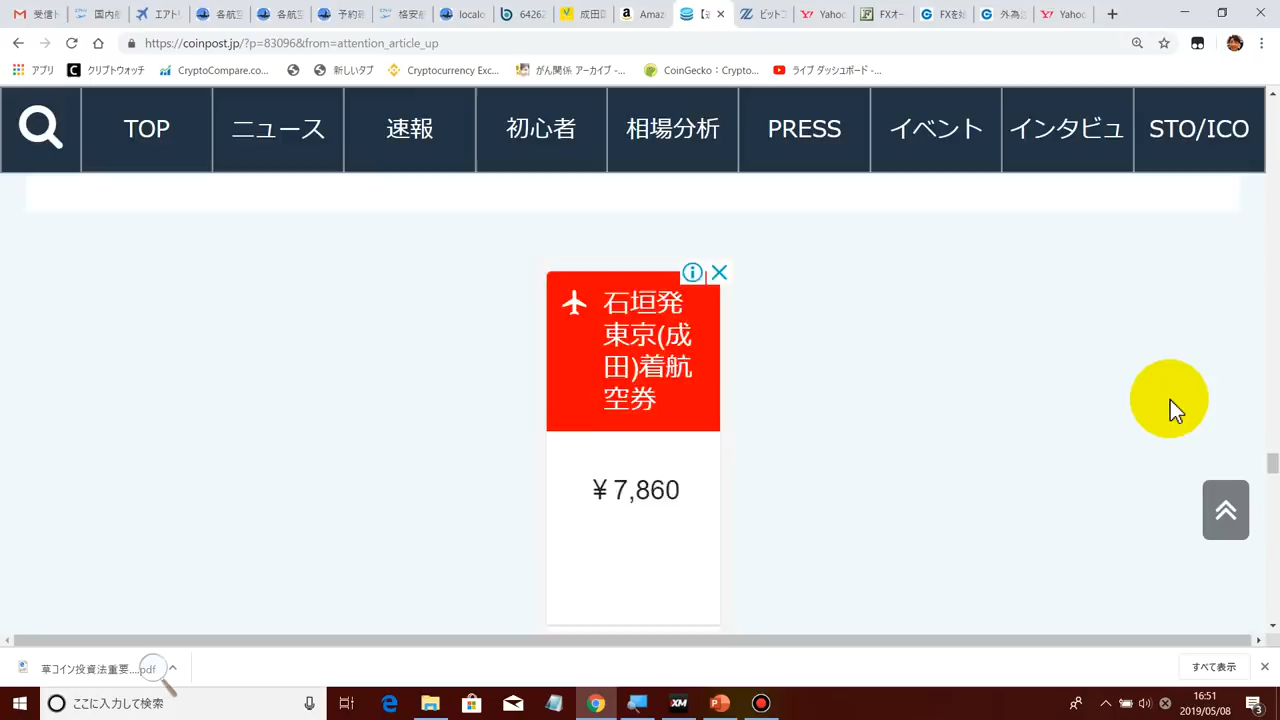 受信ト
国内航
エアトリ
各航空
各航空
予約確
格安航
localc
64262
成田国
Amaz
ビットコ
Yahoo
FXオー
FXを始
外為注
Yahoo
https://coinpost.jp/?p=83096&from=attention_article_up
アプリ
クリプトウォッチ
CryptoCompare.co...
新しいタブ
Cryptocurrency Exc...
がん関係 アーカイブ -...
CoinGecko：Crypto...
ライブ ダッシュボード -...
TOP
ニュース
速報
初心者
相場分析
PRESS
イベント
インタビュ
STO/ICO
石垣発
東京(成
田)着航
空券
¥ 7,860
草コイン投資法重要....pdf
すべて表示
ここに入力して検索
XM
16:51
2019/05/08
3